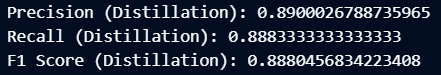 Precision (Distillation): 0.8900026788735965
Recall (Distillation): 0.8883333333333333
F1 Score (Distillation): 0.8880456834223408